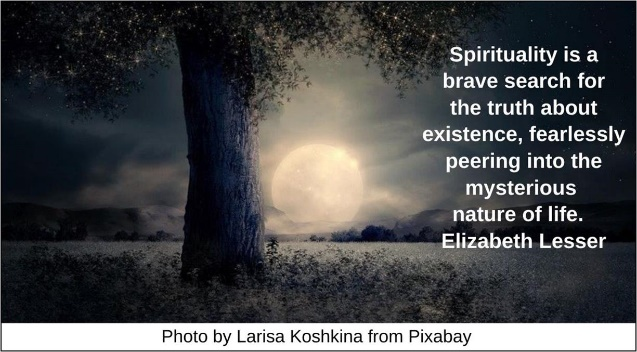 Spirituality is a
brave search for
the truth about
existence, fearlessly
peering into the
mysterious
nature of life.
Elizabeth Lesser
Photo by Larisa Koshkina from Pixabay